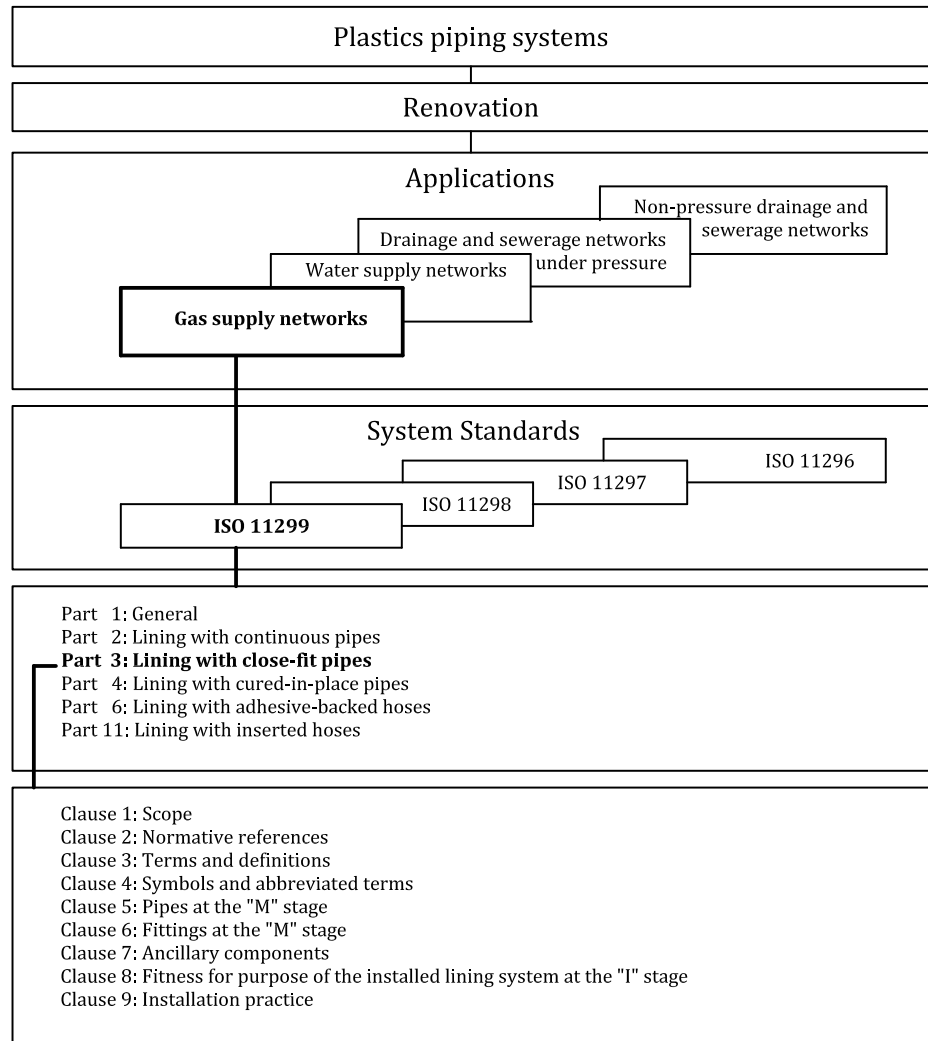 Plastics piping systems
Renovation
Applications
Non-pressure drainage and
sewerage networks
Drainage and sewerage networks
under pressure
Water supply networks
Gas supply networks
System Standards
ISO 11296
ISO 11297
ISO 11298
ISO 11299
Part 1: General
Part 2: Lining with continuous pipes
Part 3: Lining with close-fit pipes
Part 4: Lining with cured-in-place pipes
Part 6: Lining with adhesive-backed hoses
Part 11: Lining with inserted hoses
Clause 1: Scope
Clause 2: Normative references
Clause 3: Terms and definitions
Clause 4: Symbols and abbreviated terms
Clause 5: Pipes at the "M" stage
Clause 6: Fittings at the "M" stage
Clause 7: Ancillary components
Clause 8: Fitness for purpose of the installed lining system at the "I" stage
Clause 9: Installation practice